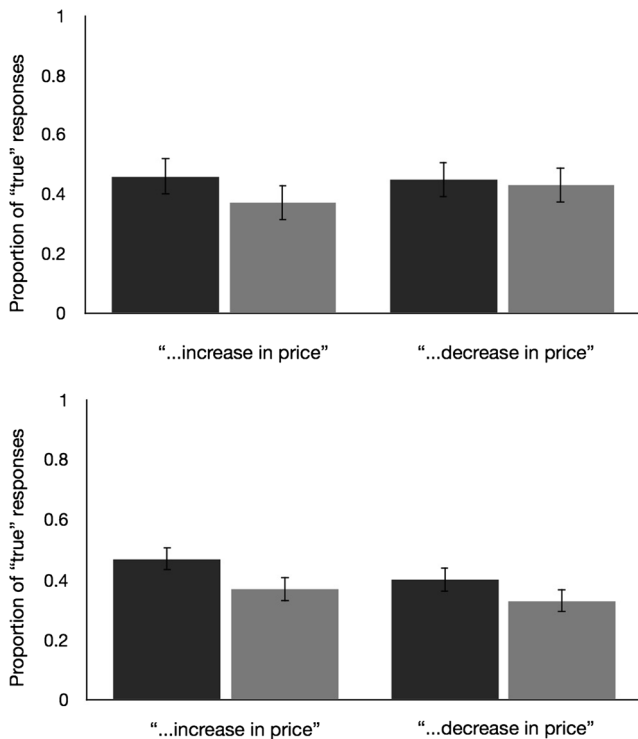 Proportion of “true” responses
1
0.8
0.6
0.4
0.2
0
“...increase in price”
“...decrease in price”
Proportion of “true” responses
1
0.8
0.6
0.4
0.2
0
“...increase in price”
“...decrease in price”